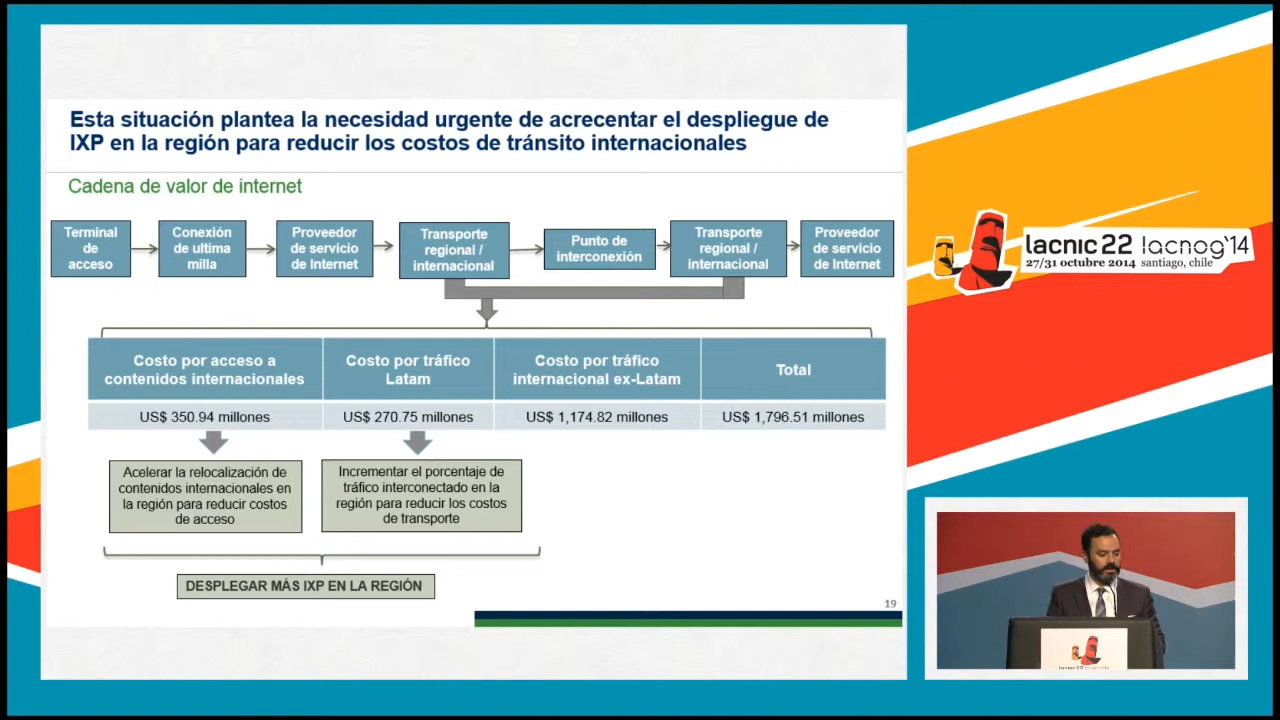 Esta situación plantea la necesidad urgente de acrecentar el despliegue de
IXP en la región para reducir los costos de tránsito internacionales
Cadena de valor de internet
Terminal
de
acceso
Conexión
de ultima
milla
Proveedor
de servicio
de Internet
Transporte
regional /
internacional
Punto de
interconexión
Transporte
regional /
internacional
Proveedor
de servicio
de Internet
Costo por acceso a
contenidos internacionales
Costo por tráfico
Latam
Costo por tráfico
internacional ex-Latam
Total
US$ 350.94 millones
US$ 270.75 millones
US$ 1,174.82 millones
US$ 1,796.51 millones
Acelerar la relocalización de
contenidos internacionales en
la región para reducir costos
de acceso
Incrementar el porcentaje de
tráfico interconectado en la
región para reducir los costos
de transporte
DESPLEGAR MÁS IXP EN LA REGIÓN
19
lacnic 22 lacnog'14
27/31 octubre 2014 santiago, chile
lacnic 22